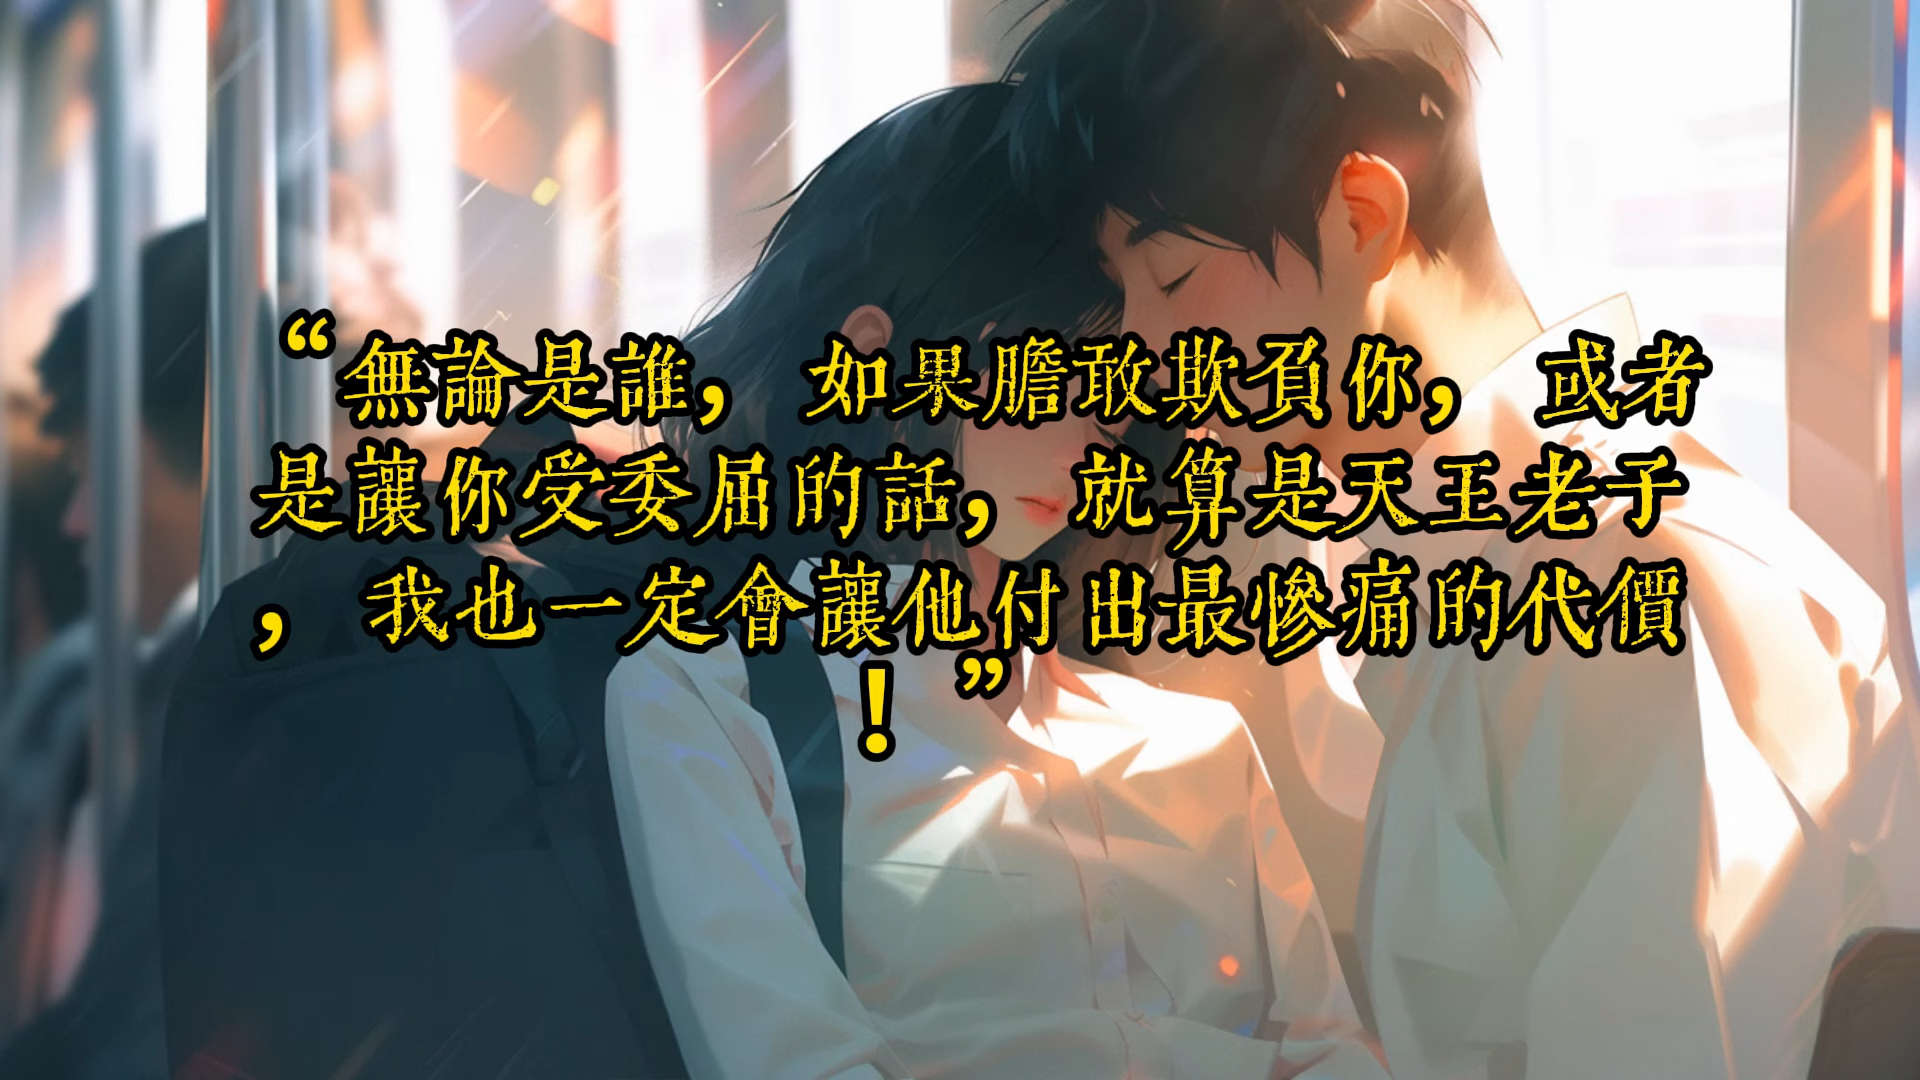 “無論是誰，如果膽敢欺負你，或者
是讓你受委屈的話，就算是天王老子
，我也一定會讓他付出最慘痛的代價
！”